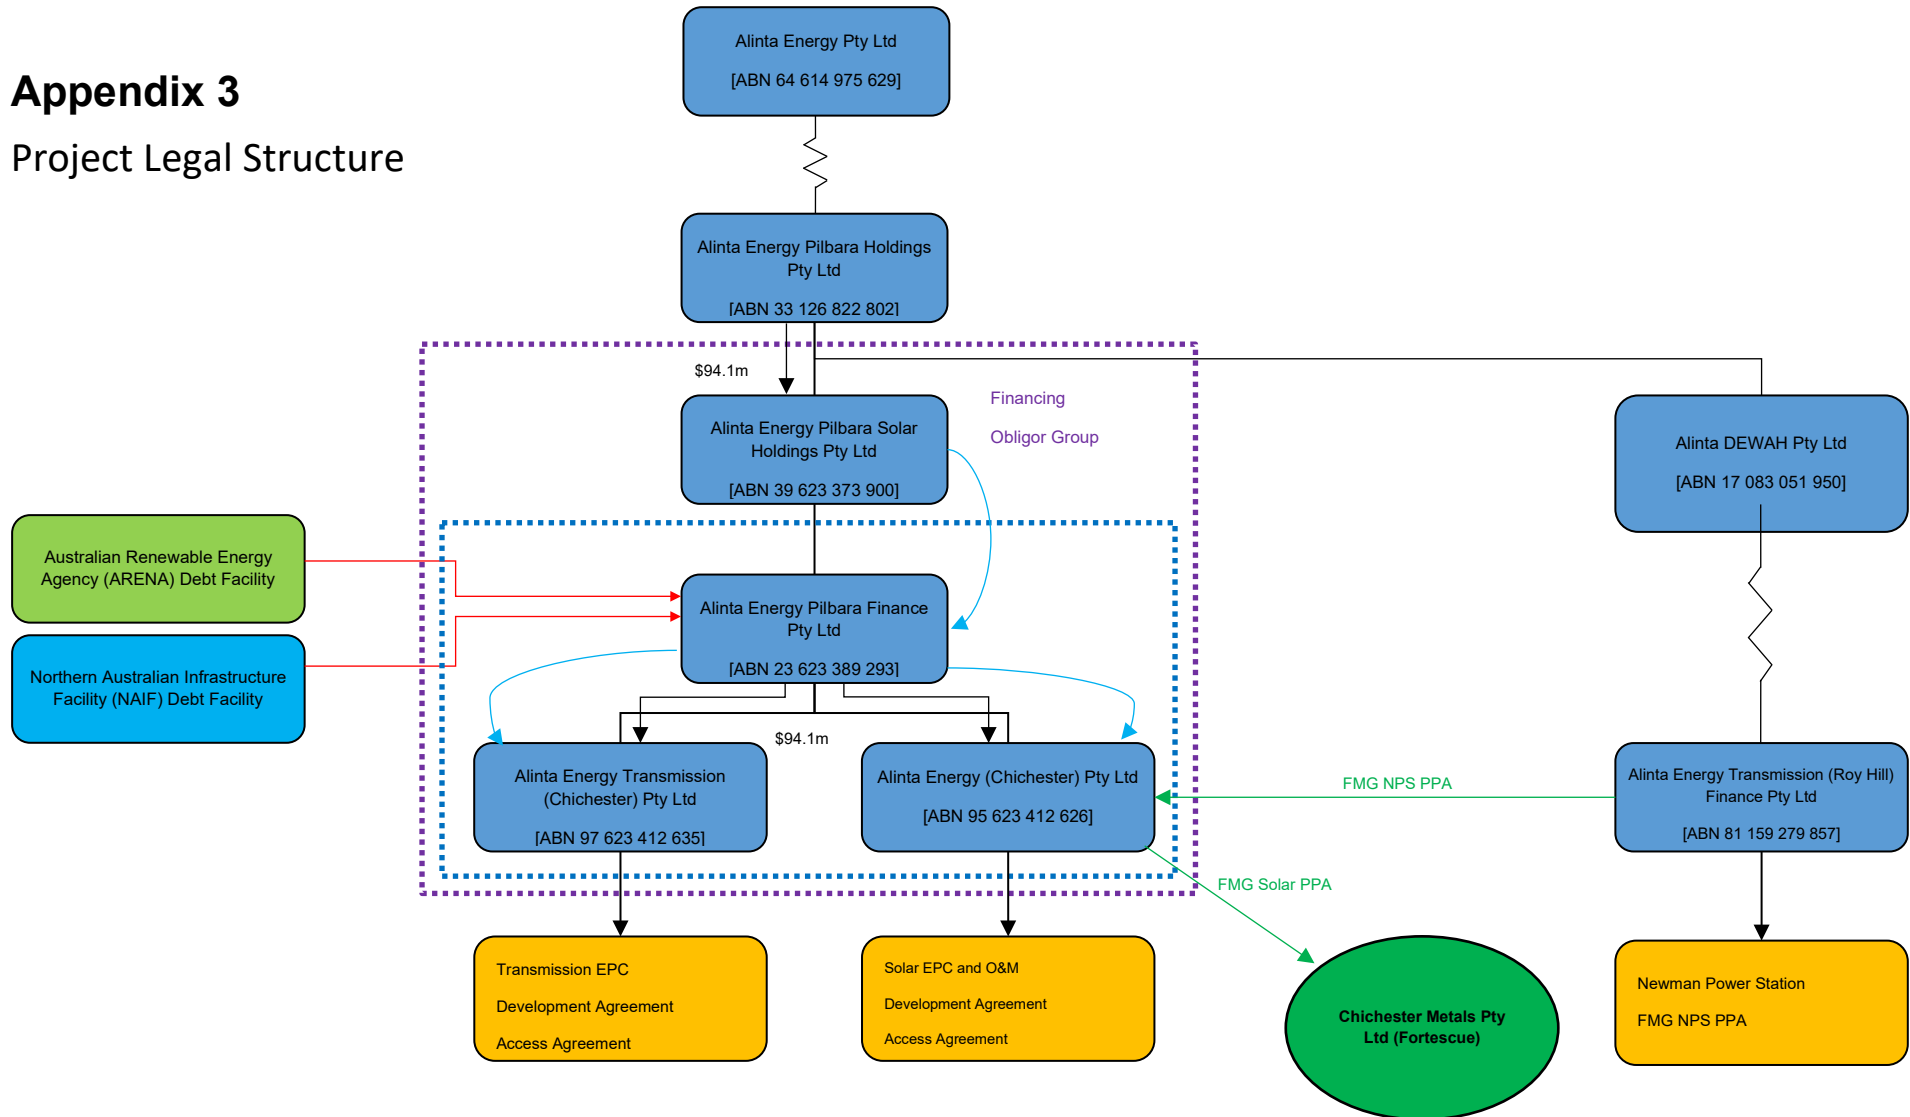 Appendix 3
Project Legal Structure
Alinta Energy Pty Ltd
[ABN 64 614 975 629]
Alinta Energy Pilbara Holdings
Pty Ltd
[ABN 33 126 822 802]
$94.1m
Financing
Obligor Group
Alinta Energy Pilbara Solar
Holdings Pty Ltd
[ABN 39 623 373 900]
Alinta DEWAH Pty Ltd
[ABN 17 083 051 950]
Australian Renewable Energy
Agency (ARENA) Debt Facility
Northern Australian Infrastructure
Facility (NAIF) Debt Facility
Alinta Energy Pilbara Finance
Pty Ltd
[ABN 23 623 389 293]
$94.1m
Alinta Energy Transmission
(Chichester) Pty Ltd
[ABN 97 623 412 635]
Alinta Energy (Chichester) Pty Ltd
[ABN 95 623 412 626]
FMG NPS PPA
Alinta Energy Transmission (Roy Hill)
Finance Pty Ltd
[ABN 81 159 279 857]
FMG Solar PPA
Transmission EPC
Development Agreement
Access Agreement
Solar EPC and O&M
Development Agreement
Access Agreement
Chichester Metals Pty
Ltd (Fortescue)
Newman Power Station
FMG NPS PPA